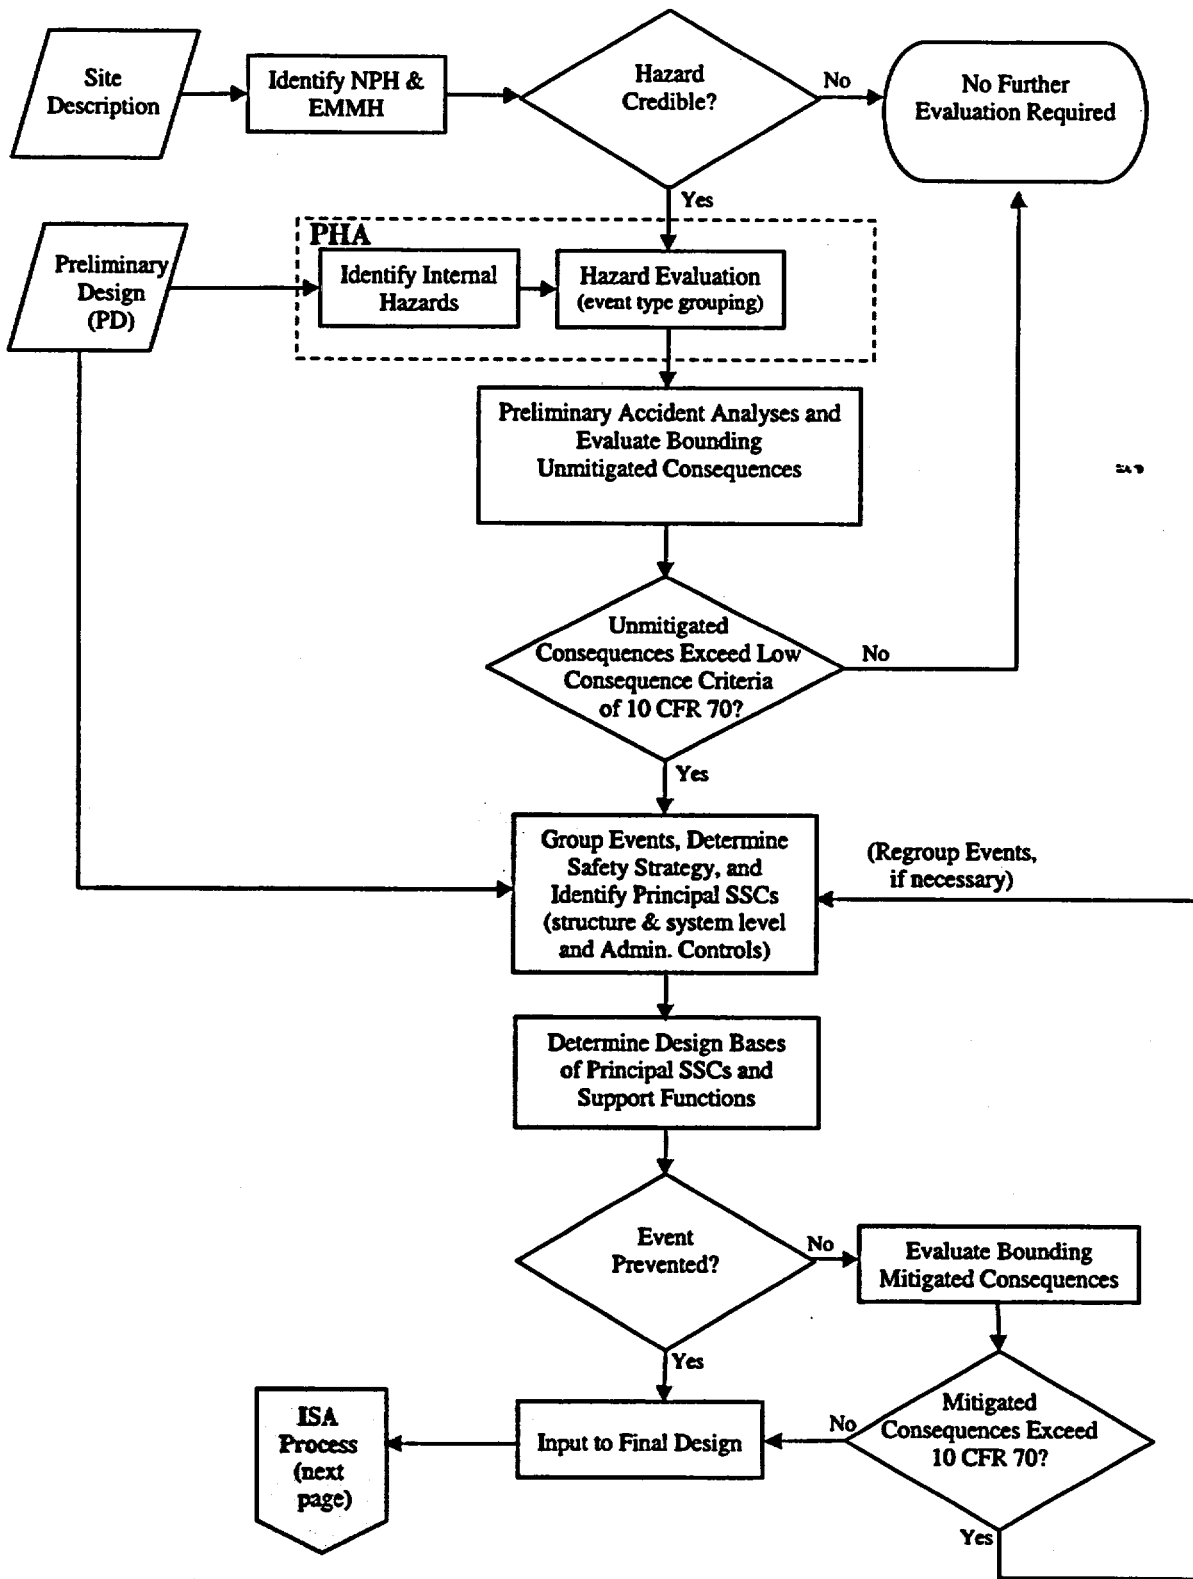 Site
Description
Identify NPH &
EMMH
Hazard
Credible?
No
No Further
Evaluation Required
Yes
PHA
Preliminary
Design
(PD)
Identify Internal
Hazards
Hazard Evaluation
(event type grouping)
Preliminary Accident Analyses and
Evaluate Bounding
Unmitigated Consequences
Unmitigated
Consequences Exceed Low
Consequence Criteria
of 10 CFR 70?
No
Yes
Group Events, Determine
Safety Strategy, and
Identify Principal SSCs
(structure & system level
and Admin. Controls)
(Regroup Events,
if necessary)
Determine Design Bases
of Principal SSCs and
Support Functions
Event
Prevented?
No
Evaluate Bounding
Mitigated Consequences
Yes
ISA
Process
(next
page)
Input to Final Design
No
Mitigated
Consequences Exceed
10 CFR 70?
Yes